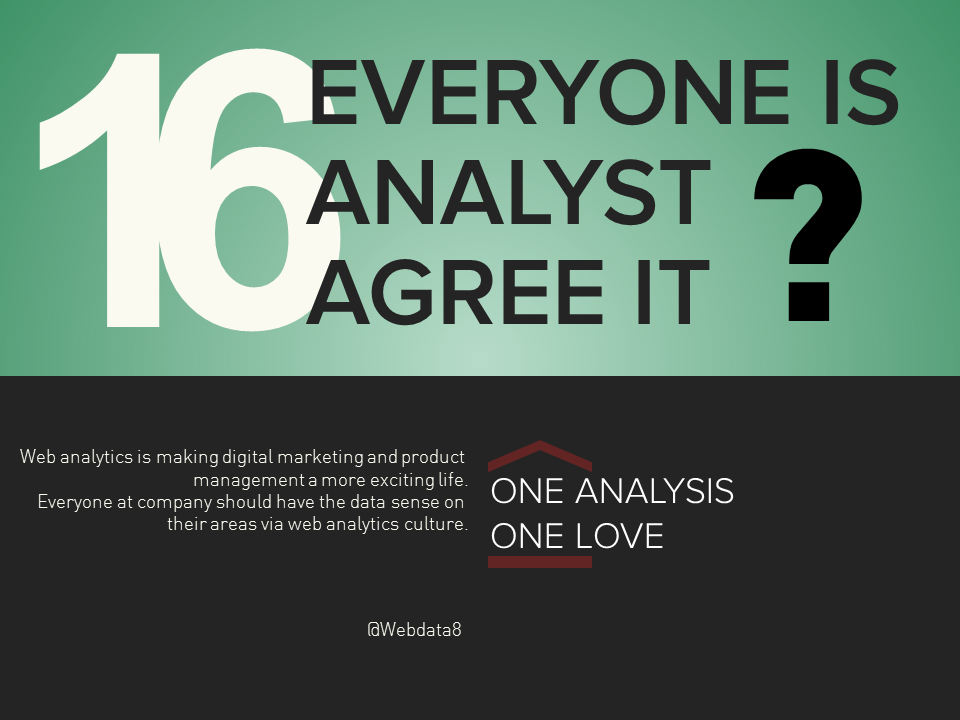 16
EVERYONE IS
ANALYST
AGREE IT ?
Web analytics is making digital marketing and product
management a more exciting life.
Everyone at company should have the data sense on
their areas via web analytics culture.
ONE ANALYSIS
ONE LOVE
@Webdata8